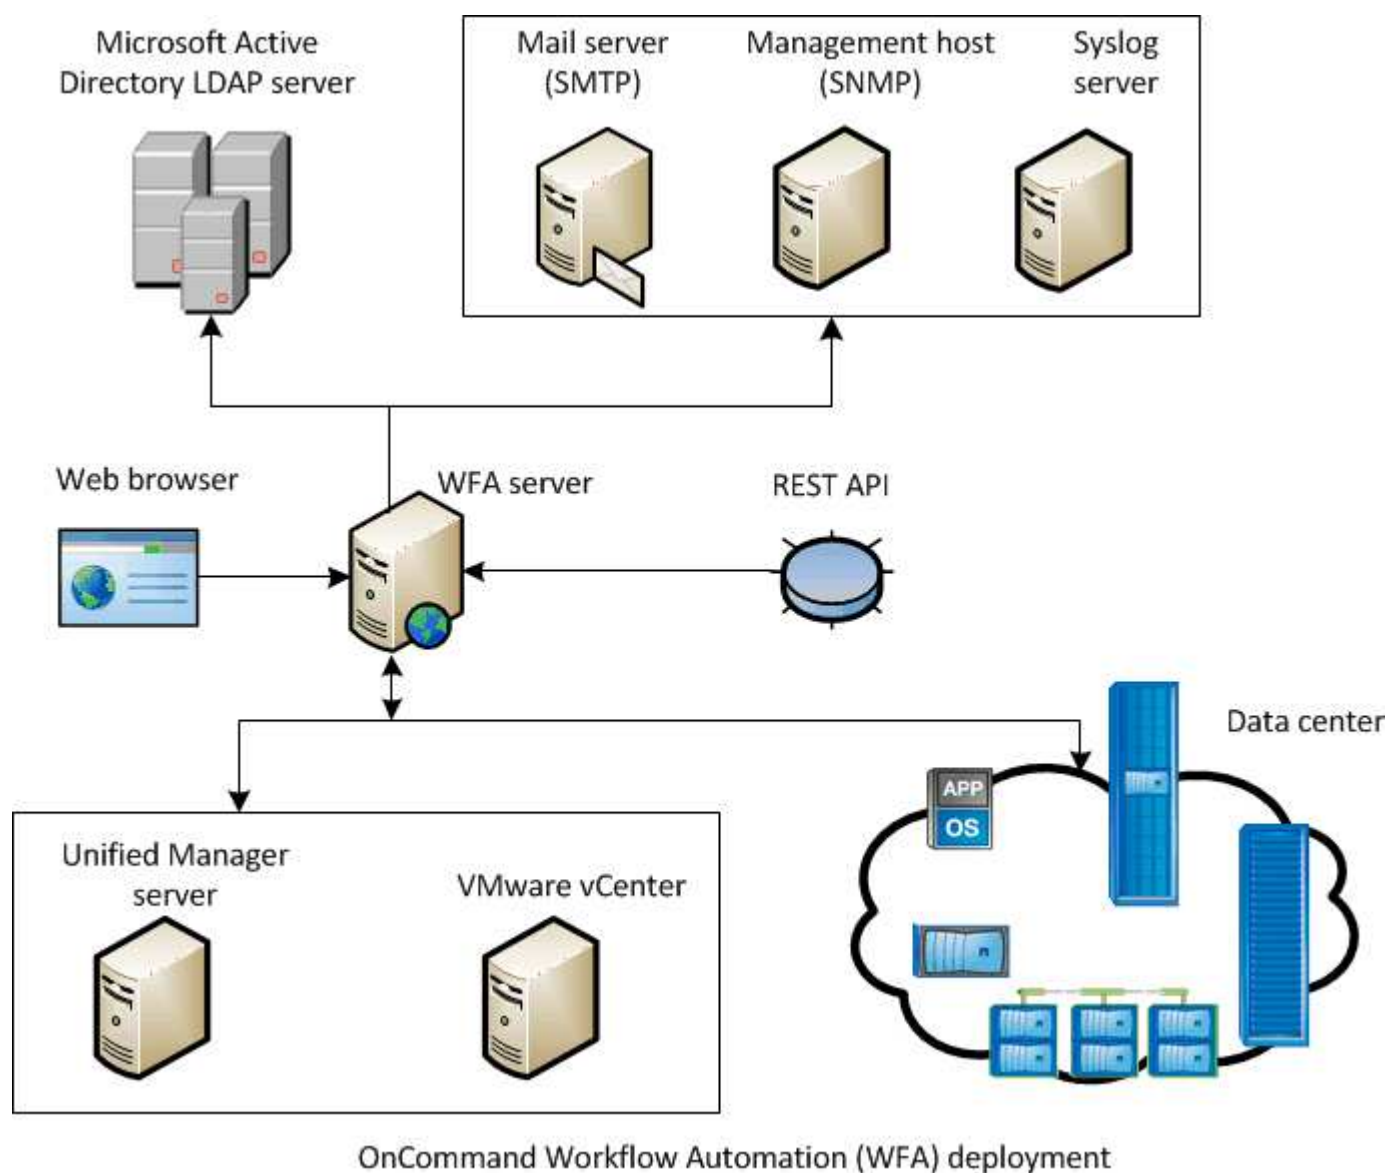 Microsoft Active
Directory LDAP server
Mail server
(SMTP)
Management host
(SNMP)
Syslog
server
Web browser
WFA server
REST API
Data center
APP
OS
Unified Manager
server
VMware vCenter
OnCommand Workflow Automation (WFA) deployment